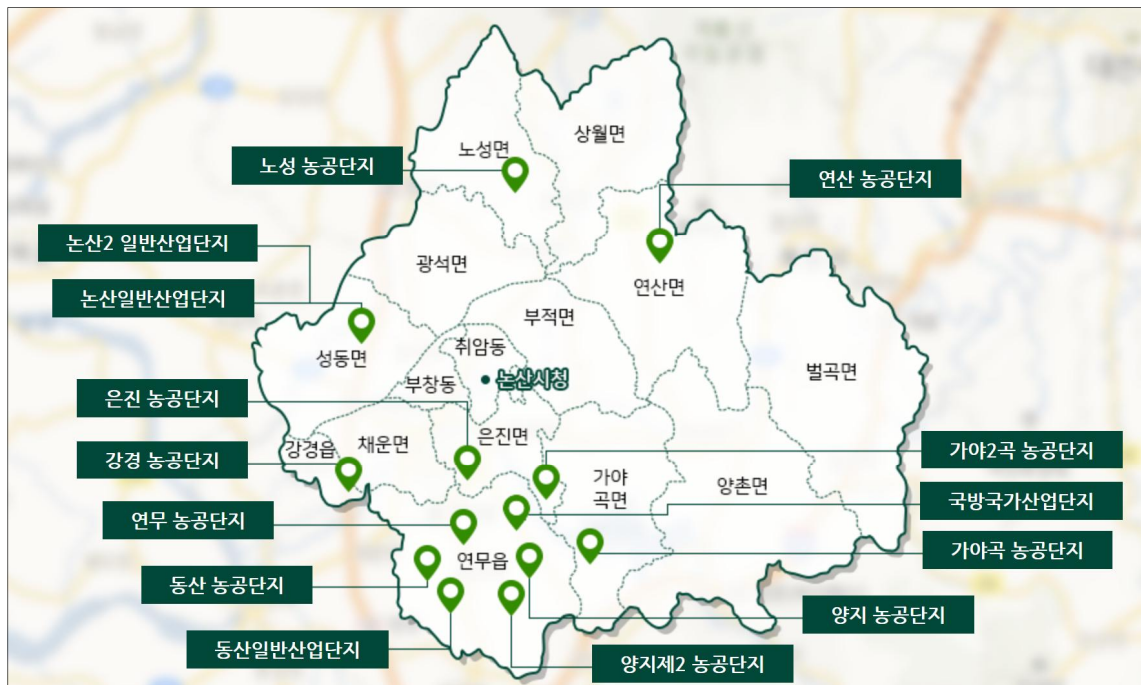 상월면
노성면
노성 농공단지
연산 농공단지
논산2 일반산업단지
광석면
연산면
논산일반산업단지
부적면
취암동
성동면
벌곡면
논산시청
부창동
은진 농공단지
은진면
채운면
강경읍
가야2곡 농공단지
강경 농공단지
가야
곡면
양촌면
국방국가산업단지
연무 농공단지
가야곡 농공단지
연무읍
동산 농공단지
양지 농공단지
동산일반산업단지
양지제2 농공단지